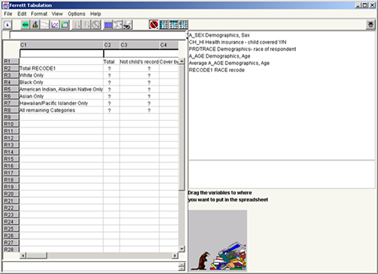 Ferrett Tabulation
File Edit Format View Options Help
C1 C2 C3 C4
R1 Total Not child's record Cover by
R2 Total RECODE1 ? ?
R3 White Only ? ?
R4 Black Only ? ?
R5 American Indian, Alaskan Native Only ? ?
R6 Asian Only ? ?
R7 Hawaiian/Pacific Islander Only ? ?
R8 All remaining Categories ? ?
R9
R10
R11
R12
R13
R14
R15
R16
R17
R18
R19
R20
R21
R22
R23
R24
R25
R26
R27
R28
A_SEX Demographics, Sex
CH_HI Health insurance - child covered Y/N
PRDTRACE Demographics- race of respondent
A_AGE Demographics, Age
Average A_AGE Demographics, Age
RECODE1 RACE recode
Drag the variables to where
you want to put in the spreadsheet